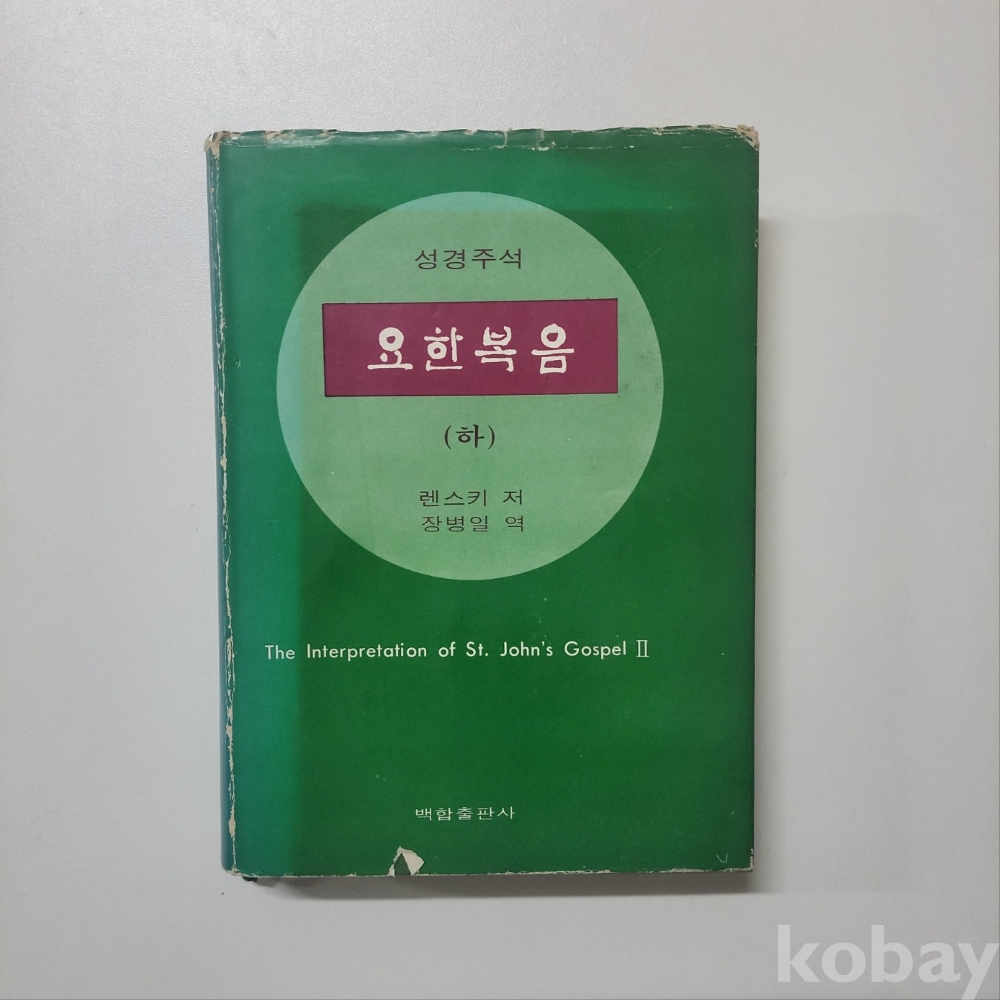 성경주석
요한복음
(하)
렌스키 저
장병일 역
The Interpretation of St. John's Gospel Ⅱ
백합출판사
kobay